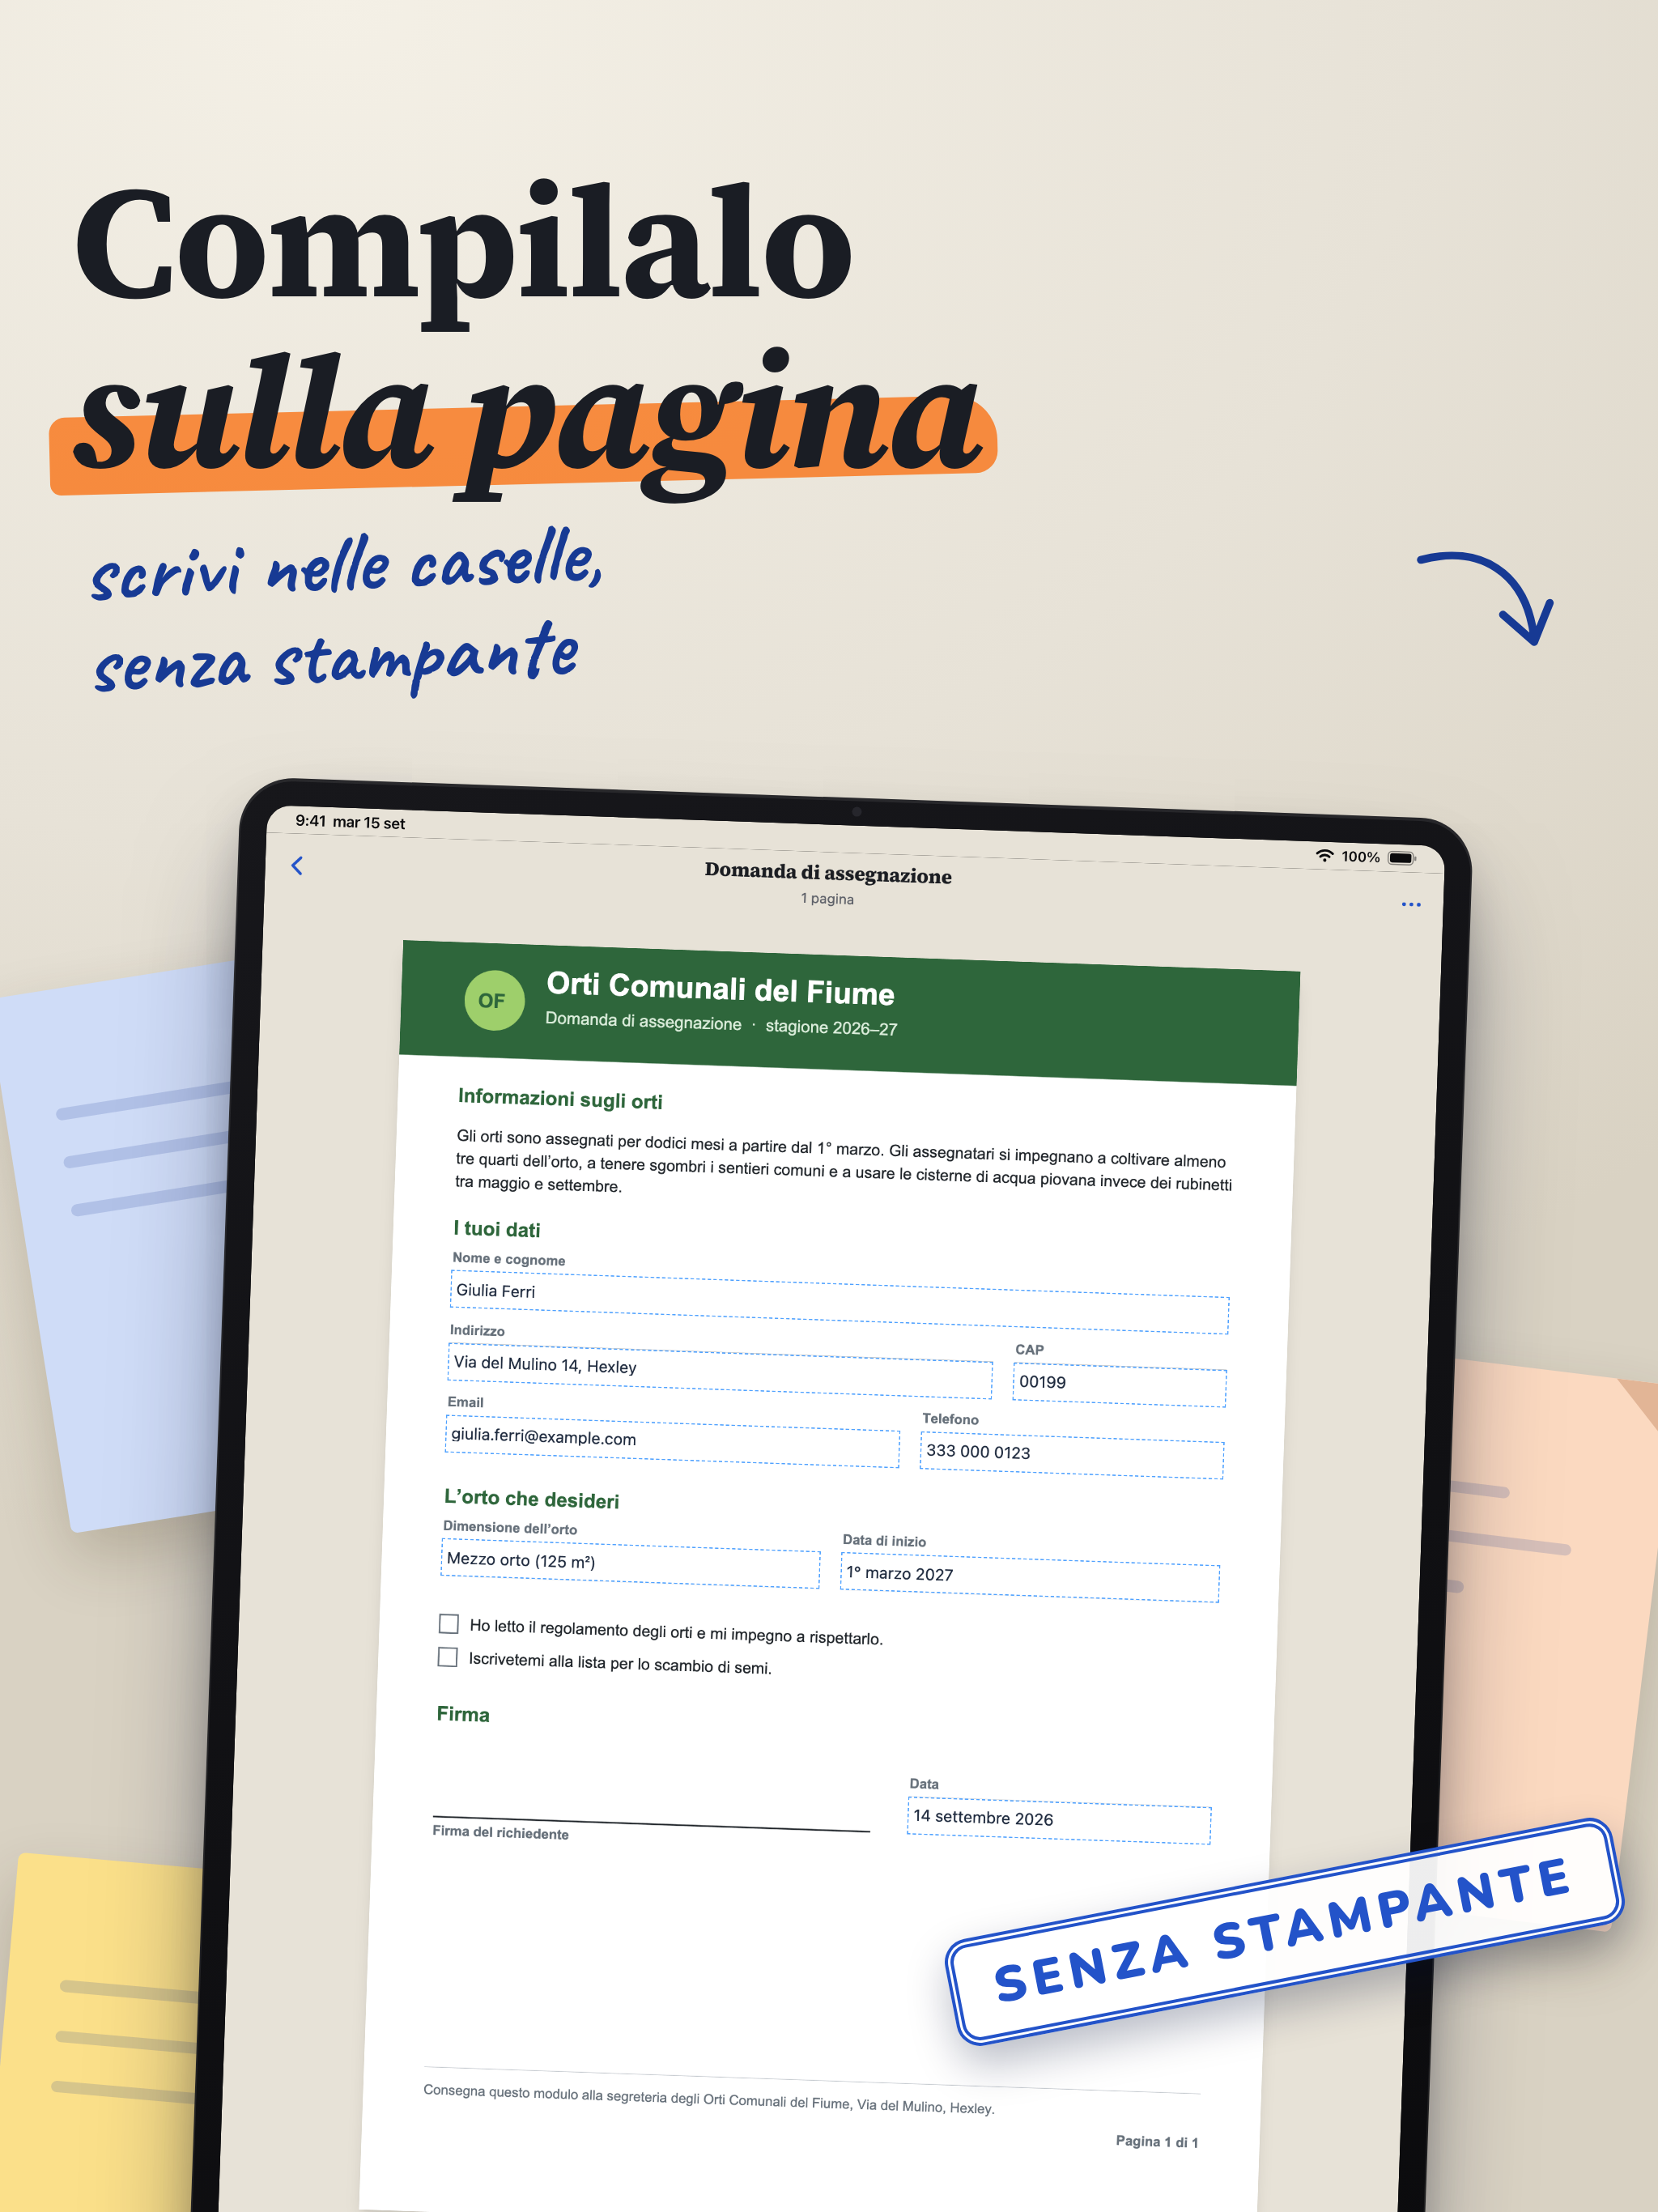 Compilalo
sulla pagina
scrivi nelle caselle,
senza stampante
9:41 mar 15 set
100%
Domanda di assegnazione
1 pagina
OF
Orti Comunali del Fiume
Domanda di assegnazione · stagione 2026–27
Informazioni sugli orti
Gli orti sono assegnati per dodici mesi a partire dal 1° marzo. Gli assegnatari si impegnano a coltivare almeno
tre quarti dell’orto, a tenere sgombri i sentieri comuni e a usare le cisterne di acqua piovana invece dei rubinetti
tra maggio e settembre.
I tuoi dati
Nome e cognome
Giulia Ferri
Indirizzo
CAP
Via del Mulino 14, Hexley
00199
Email
Telefono
giulia.ferri@example.com
333 000 0123
L’orto che desideri
Dimensione dell’orto
Data di inizio
Mezzo orto (125 m²)
1° marzo 2027
Ho letto il regolamento degli orti e mi impegno a rispettarlo.
Iscrivetemi alla lista per lo scambio di semi.
Firma
Data
14 settembre 2026
Firma del richiedente
SENZA STAMPANTE
Consegna questo modulo alla segreteria degli Orti Comunali del Fiume, Via del Mulino, Hexley.
Pagina 1 di 1